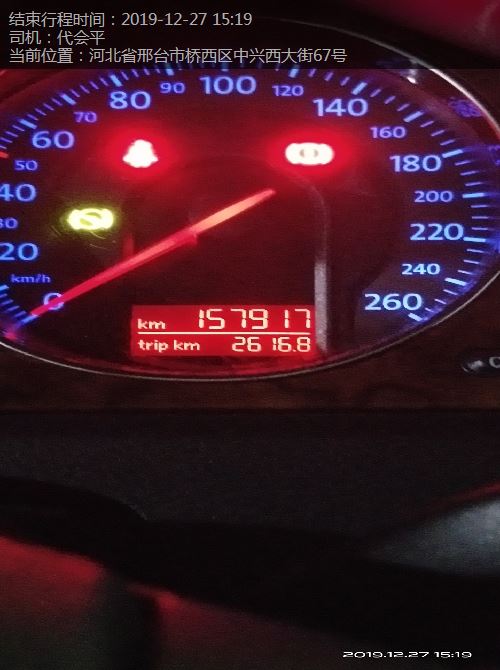 结束行程时间：2019-12-27 15:19
司机：代会平
当前位置：河北省邢台市桥西区中兴西大街67号
80 90 100 120 140
60 70 160
50 180
40 200
20 220
km/h 240
0 260
km 157917
trip km 2616.8
2019.12.27 15:19